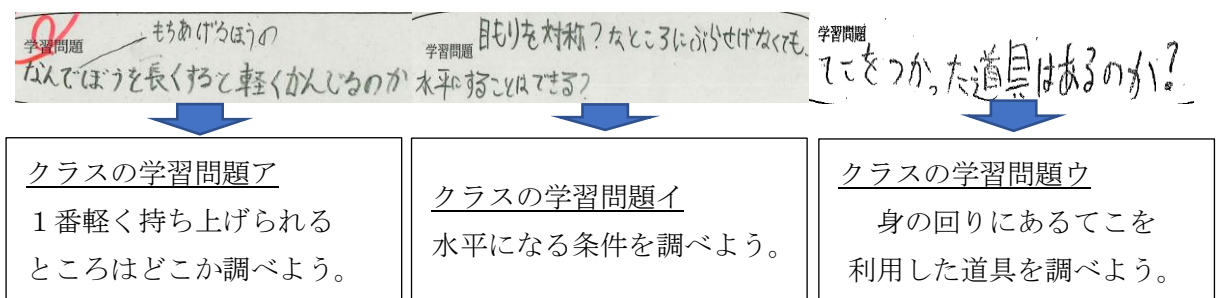 学習問題
もちあげるほうの
なんでぼうを長くすると軽くかんじるのか
学習問題
目もりを対称?なところにぶらせげなくても、
水平にすることはできる?
学習問題
てこをつかった道具はあるのか?
クラスの学習問題ア
1番軽く持ち上げられる
ところはどこか調べよう。
クラスの学習問題イ
水平になる条件を調べよう。
クラスの学習問題ウ
身の回りにあるてこを
利用した道具を調べよう。